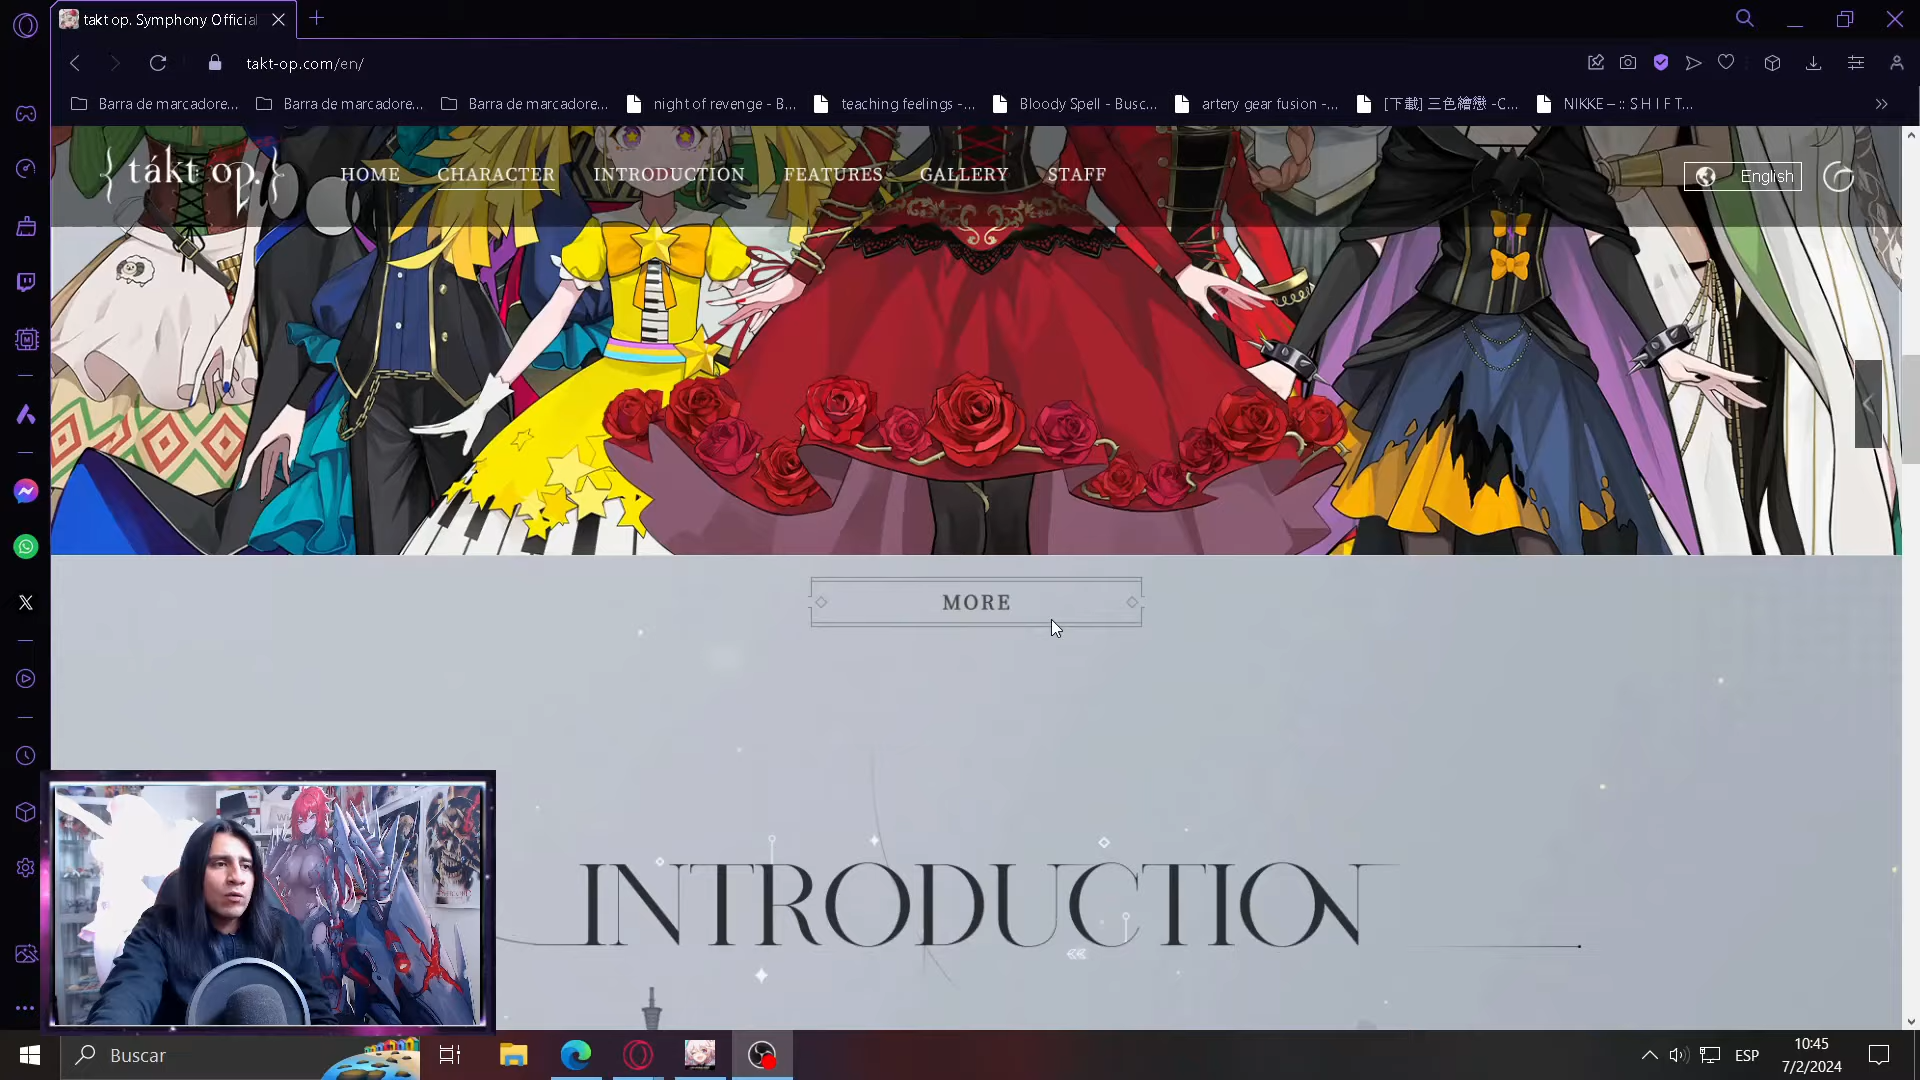 takt op. Symphony Official
takt-op.com/en/
Barra de marcadore...
Barra de marcadore...
Barra de marcadore...
night of revenge - B...
teaching feelings -...
Bloody Spell - Busc...
artery gear fusion -...
[下載] 三色繪戀 -C...
NIKKE – :: S H I F T...
{ tákt op. }
HOME
CHARACTER
INTRODUCTION
FEATURES
GALLERY
STAFF
English
MORE
INTRODUCTION
Buscar
ESP
10:45
7/2/2024